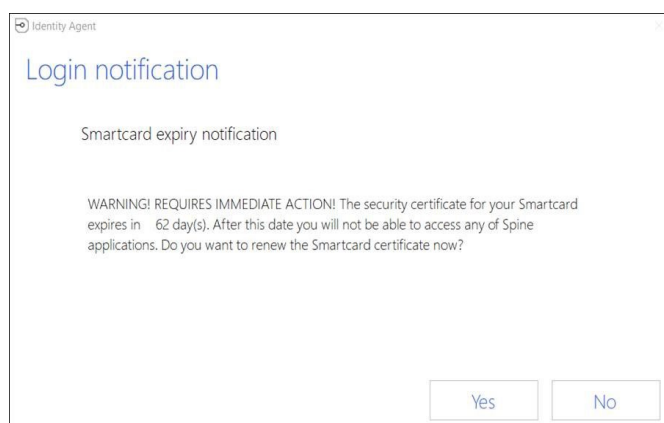 Identity Agent
Login notification
Smartcard expiry notification
WARNING! REQUIRES IMMEDIATE ACTION! The security certificate for your Smartcard
expires in 62 day(s). After this date you will not be able to access any of Spine
applications. Do you want to renew the Smartcard certificate now?
Yes No